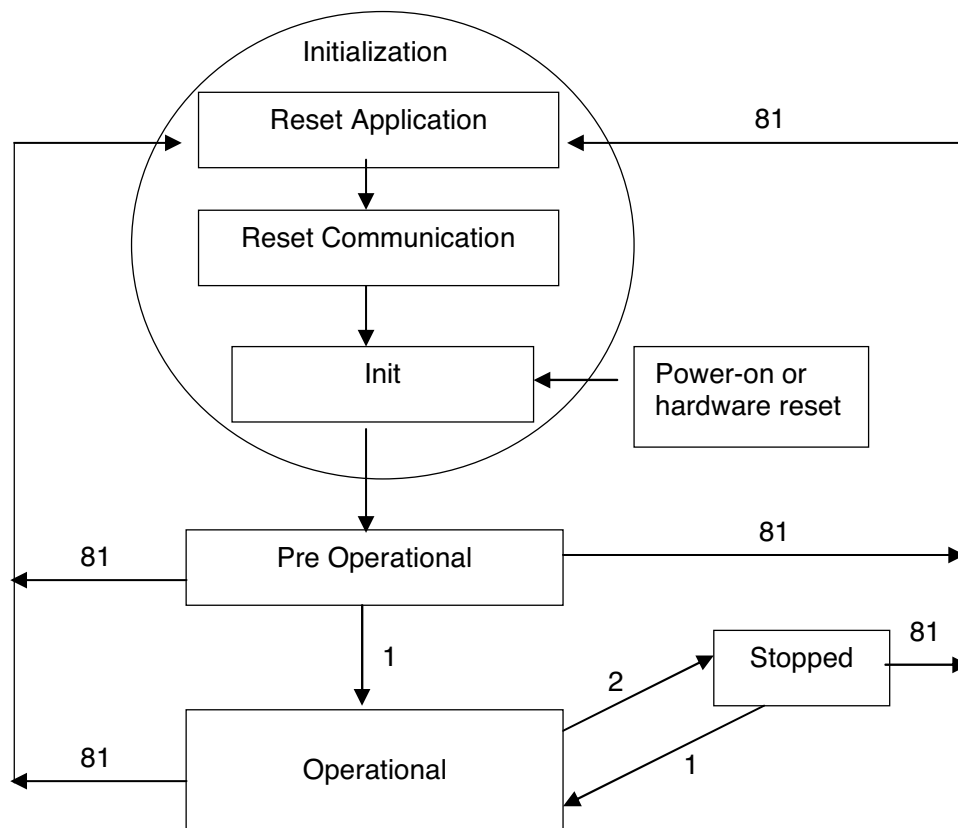 Initialization
Reset Application
81
Reset Communication
Init
Power-on or
hardware reset
81
Pre Operational
81
1
2
Stopped
81
81
Operational
1